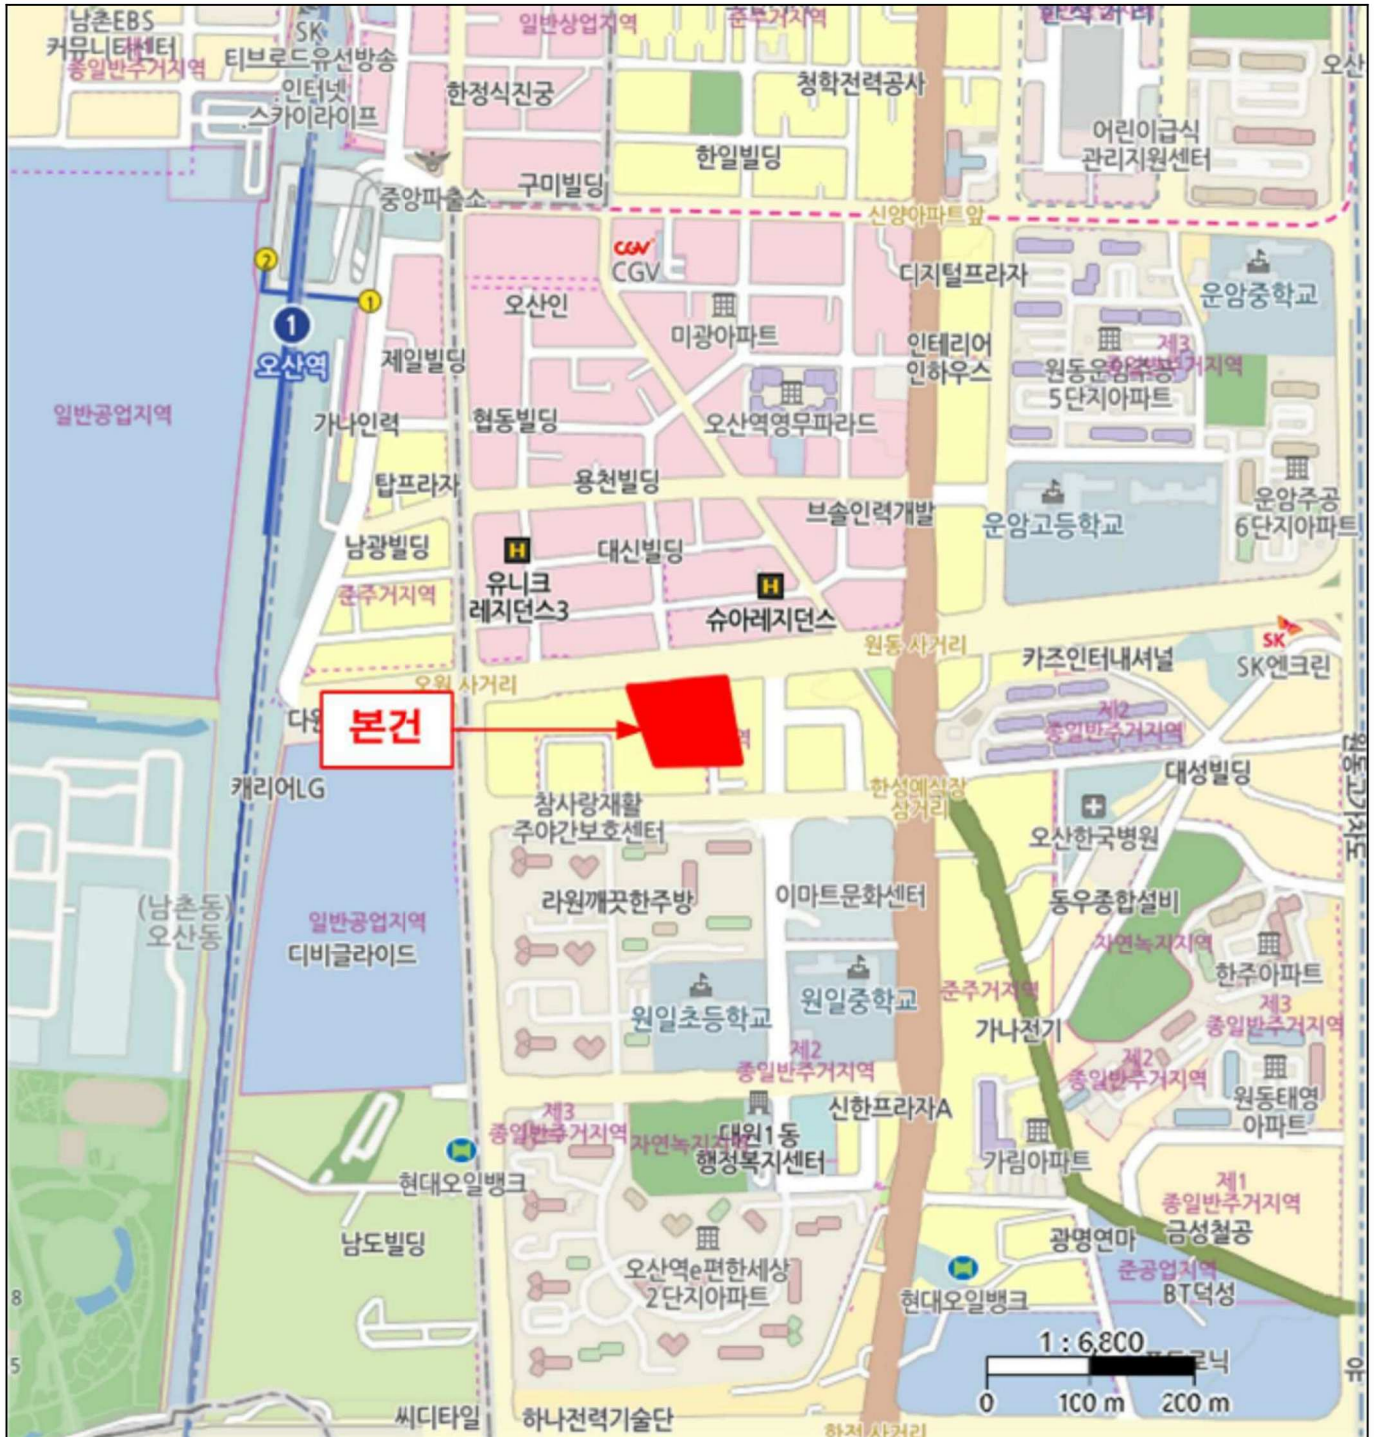 남촌EBS
커뮤니티센터
종일반주거지역
SK
티브로드유선방송
.인터넷
.스카이라이프
일반상업지역
준주거지역
한정식진궁
청학전력공사
오산
어린이급식
관리지원센터
한일빌딩
구미빌딩
중앙파출소
신양아파트앞
CGV
CGV
디지털프라자
운암중학교
2
1
1
오산역
오산인
미광아파트
제일빌딩
인테리어
인하우스
제3
종일반주거지역
원동운암주공
5단지아파트
일반공업지역
가나인력
협동빌딩
오산역영무파라드
탑프라자
용천빌딩
브솔인력개발
운암고등학교
운암주공
6단지아파트
남광빌딩
H
대신빌딩
유니크
레지던스3
H
슈아레지던스
준주거지역
원동 사거리
카즈인터내셔널
SK
SK엔크린
오원 사거리
본건
제2
종일반주거지역
원동고가차도
대성빌딩
캐리어LG
한성예식장
삼거리
참사랑재활
주야간보호센터
오산한국병원
라원깨끗한주방
이마트문화센터
동우종합설비
(남촌동)
오산동
일반공업지역
디비글라이드
자연녹지지역
한주아파트
원일초등학교
원일중학교
준주거지역
가나전기
제3
종일반주거지역
제2
종일반주거지역
제2
종일반주거지역
원동태영
아파트
제3
종일반주거지역
자연녹지지역
대원1동
행정복지센터
신한프라자A
가림아파트
현대오일뱅크
제1
종일반주거지역
남도빌딩
광명연마
금성철공
오산역e편한세상
2단지아파트
준공업지역
BT덕성
현대오일뱅크
8
5
1 : 6,800
0 100 m 200 m
씨디타일
하나전력기술단
한전 사거리